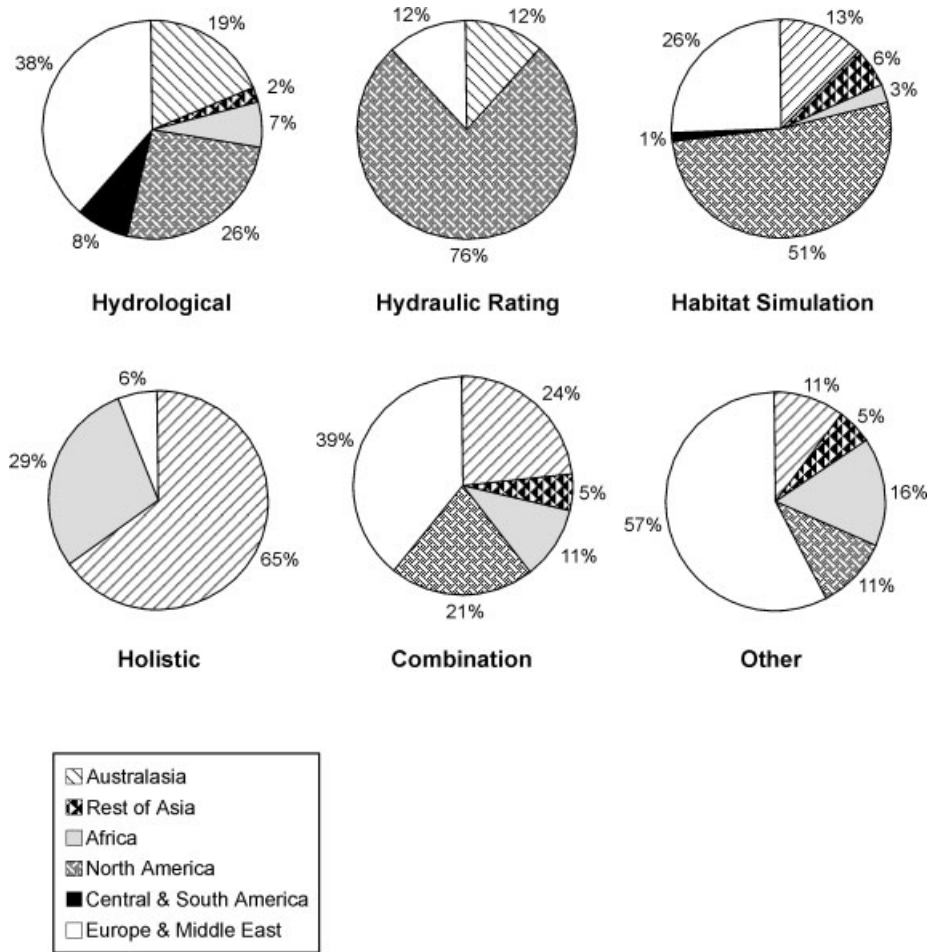 38%
19%
2%
7%
26%
8%
Hydrological
12%
12%
76%
Hydraulic Rating
26%
13%
6%
3%
51%
1%
Habitat Simulation
6%
29%
65%
Holistic
39%
24%
5%
11%
21%
Combination
57%
11%
5%
16%
11%
Other
Australasia
Rest of Asia
Africa
North America
Central & South America
Europe & Middle East